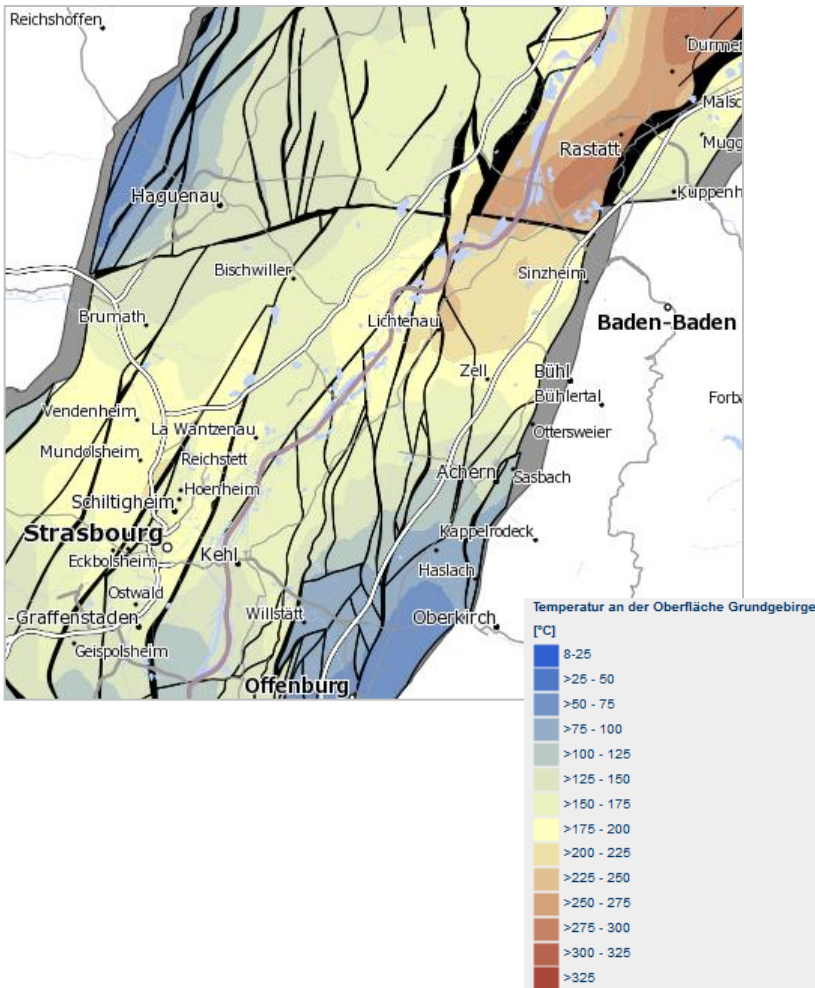 Reichshoffen
Durmer
Malsc
Rastatt
Mugg
Haguenau
Kuppenh
Bischwiller
Sinzheim
Brumath
Lichtenau
Baden-Baden
Zell
Bühl
Bühlertal
Forb
Vendenheim
La Wantzenau
Ottersweier
Mundolsheim
Reichstett
Achern
Sasbach
Hoenheim
Schiltigheim
Strasbourg
Kappelrodeck
Eckbolsheim
Kehl
Haslach
Ostwald
-Graffenstaden
Willstätt
Oberkirch
Geispolsheim
Offenburg
Temperatur an der Oberfläche Grundgebirge
[°C]
8-25
>25 - 50
>50 - 75
>75 - 100
>100 - 125
>125 - 150
>150 - 175
>175 - 200
>200 - 225
>225 - 250
>250 - 275
>275 - 300
>300 - 325
>325